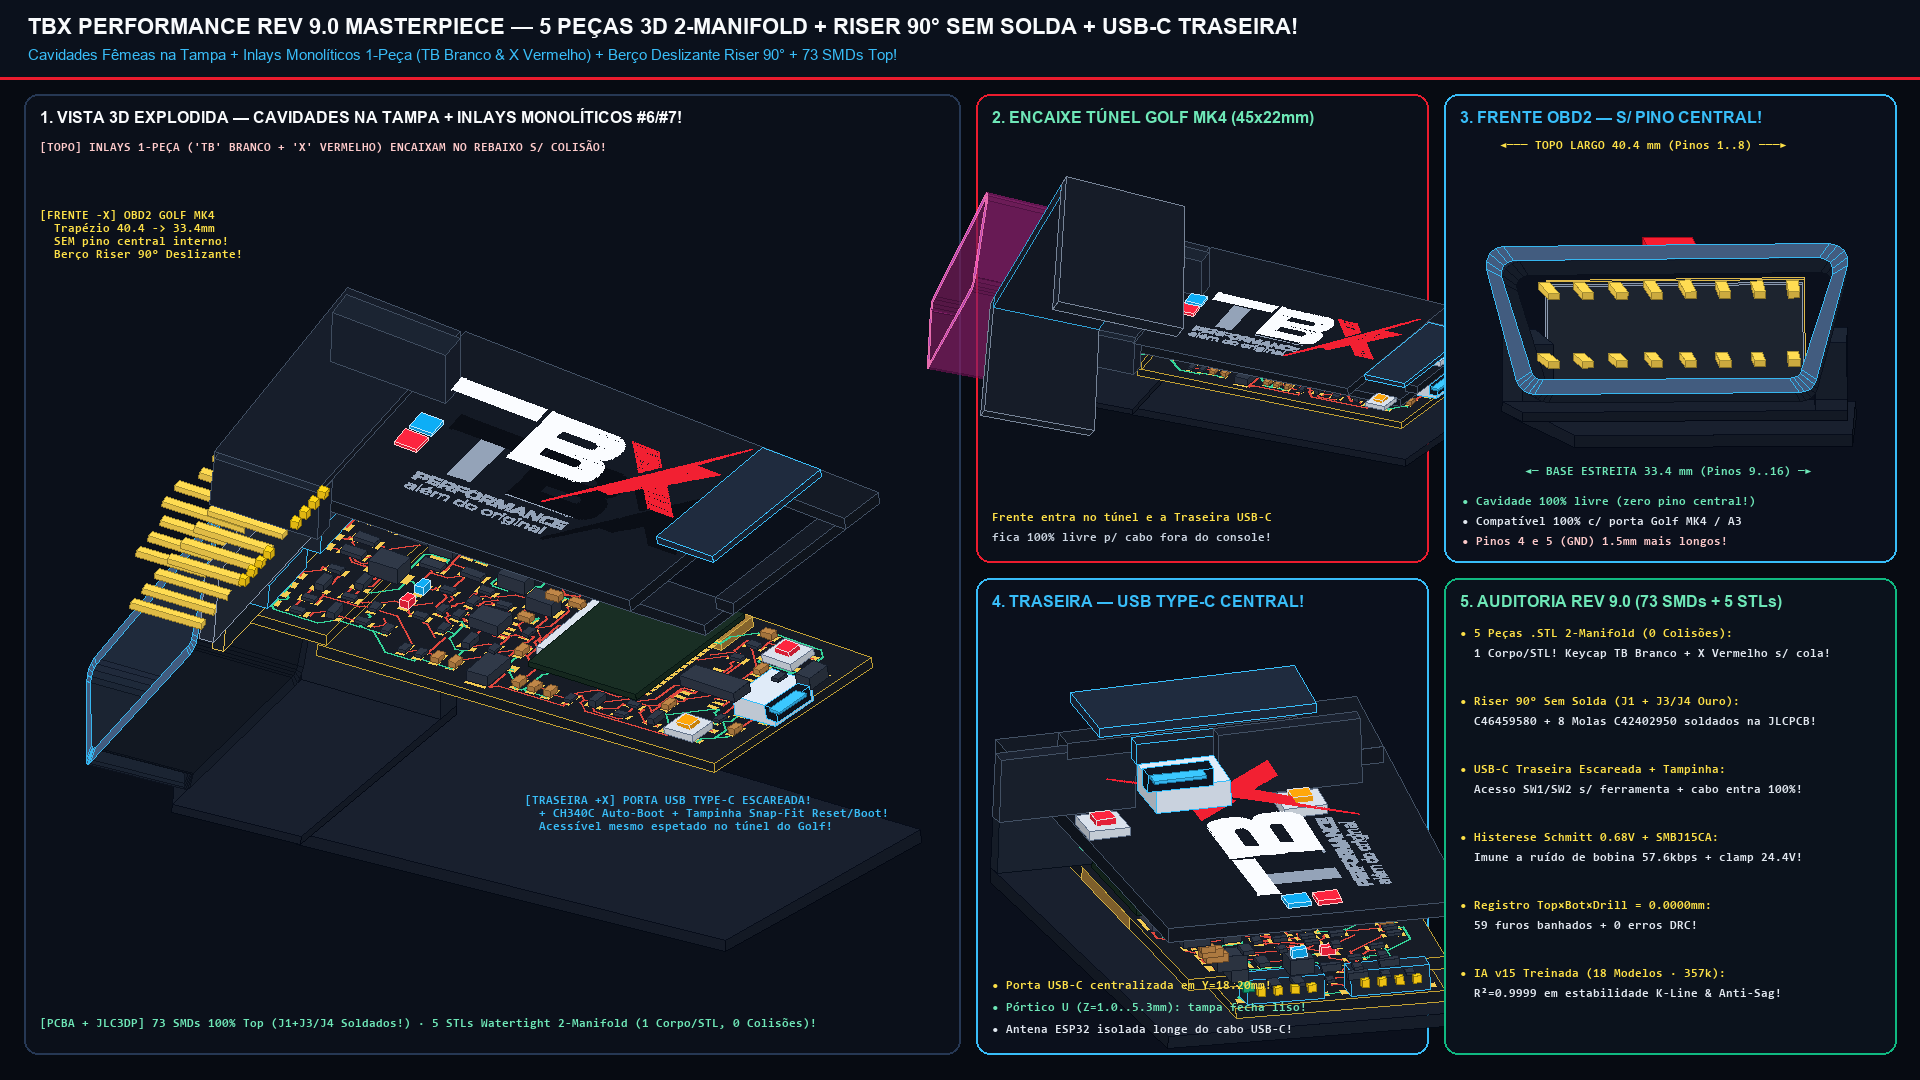 TBX PERFORMANCE REV 9.0 MASTERPIECE — 5 PEÇAS 3D 2-MANIFOLD + RISER 90° SEM SOLDA + USB-C TRASEIRA!
Cavidades Fêmeas na Tampa + Inlays Monolíticos 1-Peça (TB Branco & X Vermelho) + Berço Deslizante Riser 90° + 73 SMDs Top!
1. VISTA 3D EXPLODIDA — CAVIDADES NA TAMPA + INLAYS MONOLÍTICOS #6/#7!
[TOPO] INLAYS 1-PEÇA ('TB' BRANCO + 'X' VERMELHO) ENCAIXAM NO REBAIXO S/ COLISÃO!
[FRENTE -X] OBD2 GOLF MK4
Trapézio 40.4 -> 33.4mm
SEM pino central interno!
Berço Riser 90° Deslizante!
TBX
PERFORMANCE
além do original
[TRASEIRA +X] PORTA USB TYPE-C ESCAREADA!
+ CH340C Auto-Boot + Tampinha Snap-Fit Reset/Boot!
Acessível mesmo espetado no túnel do Golf!
[PCBA + JLC3DP] 73 SMDs 100% Top (J1+J3/J4 Soldados!) · 5 STLs Watertight 2-Manifold (1 Corpo/STL, 0 Colisões)!
2. ENCAIXE TÚNEL GOLF MK4 (45x22mm)
TBX
PERFORMANCE
além do original
Frente entra no túnel e a Traseira USB-C
fica 100% livre p/ cabo fora do console!
3. FRENTE OBD2 — S/ PINO CENTRAL!
◄─── TOPO LARGO 40.4 mm (Pinos 1..8) ───►
◄─ BASE ESTREITA 33.4 mm (Pinos 9..16) ─►
• Cavidade 100% livre (zero pino central!)
• Compatível 100% c/ porta Golf MK4 / A3
• Pinos 4 e 5 (GND) 1.5mm mais longos!
4. TRASEIRA — USB TYPE-C CENTRAL!
TBX
PERFORMANCE
além do original
• Porta USB-C centralizada em Y=18.20mm!
• Pórtico U (Z=1.0..5.3mm): tampa fecha liso!
• Antena ESP32 isolada longe do cabo USB-C!
5. AUDITORIA REV 9.0 (73 SMDs + 5 STLs)
• 5 Peças .STL 2-Manifold (0 Colisões):
1 Corpo/STL! Keycap TB Branco + X Vermelho s/ cola!
• Riser 90° Sem Solda (J1 + J3/J4 Ouro):
C46459580 + 8 Molas C42402950 soldados na JLCPCB!
• USB-C Traseira Escareada + Tampinha:
Acesso SW1/SW2 s/ ferramenta + cabo entra 100%!
• Histerese Schmitt 0.68V + SMBJ15CA:
Imune a ruído de bobina 57.6kbps + clamp 24.4V!
• Registro Top×Bot×Drill = 0.0000mm:
59 furos banhados + 0 erros DRC!
• IA v15 Treinada (18 Modelos · 357k):
R²=0.9999 em estabilidade K-Line & Anti-Sag!